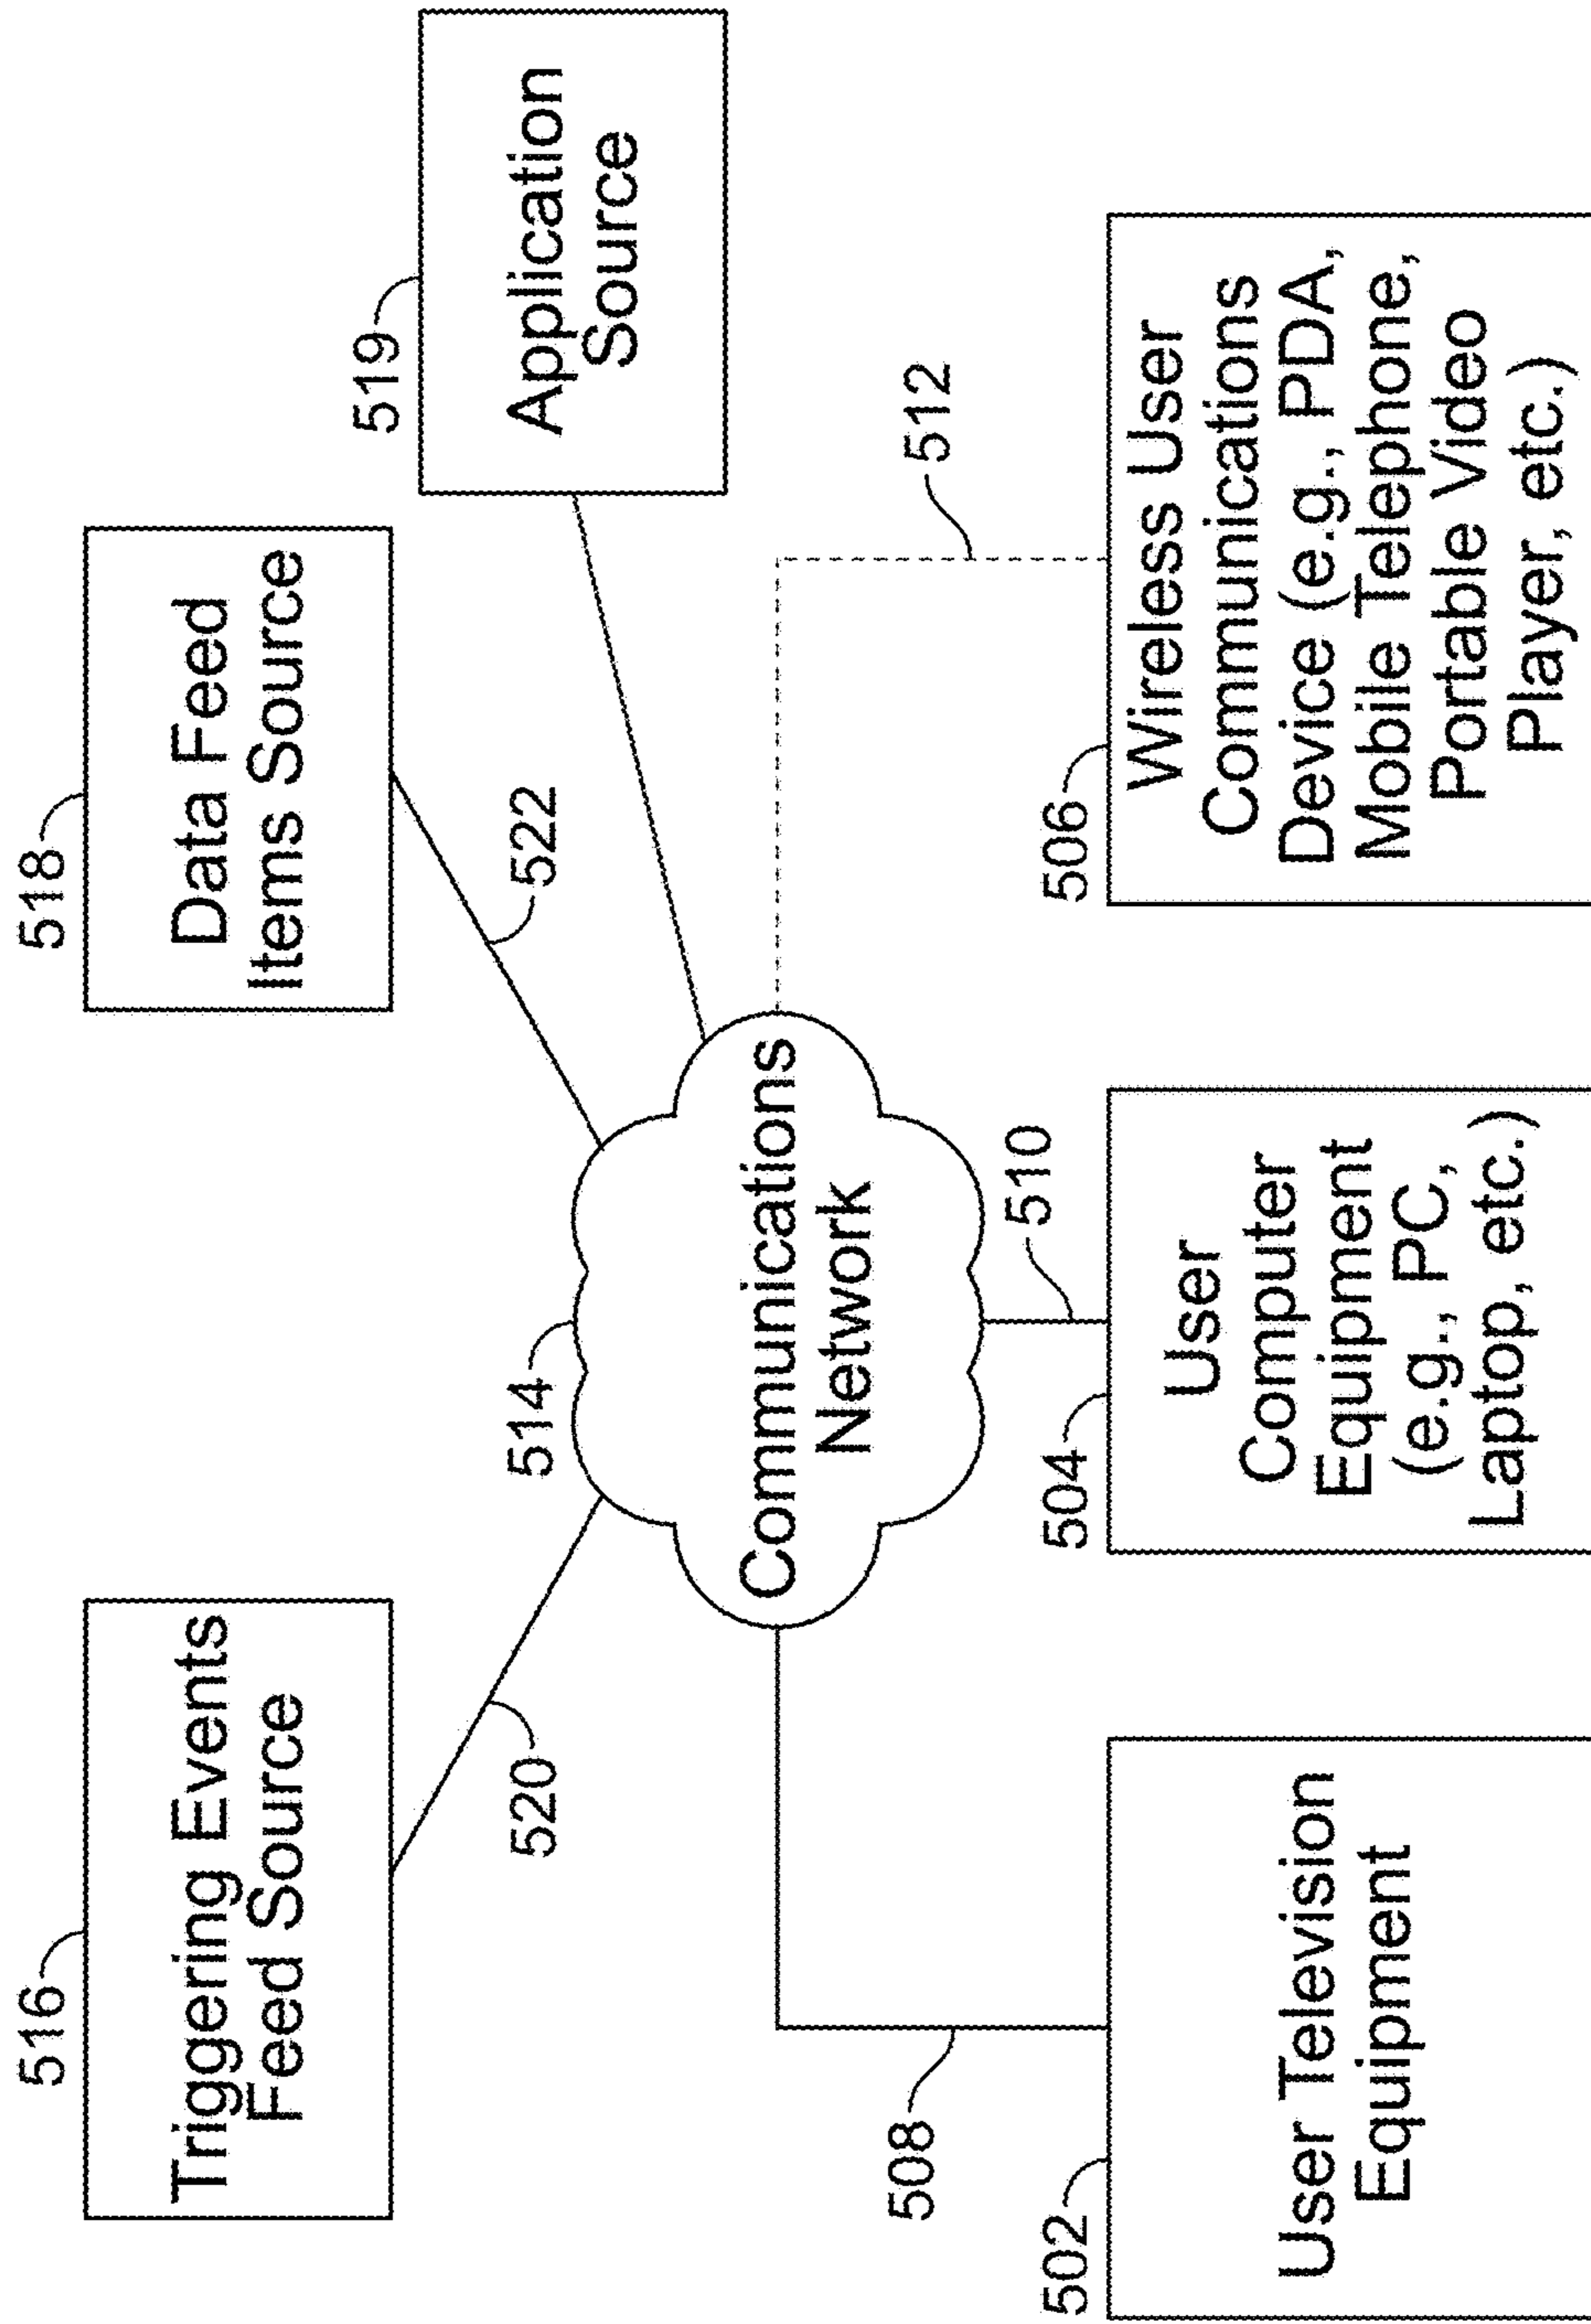 516
Triggering Events
Feed Source
518
Data Feed
Items Source
519
Application
Source
520
522
514
Communications
Network
508
510
512
502
User Television
Equipment
504
User
Computer
Equipment
(e.g., PC,
Laptop, etc.)
506
Wireless User
Communications
Device (e.g., PDA,
Mobile Telephone,
Portable Video
Player, etc.)